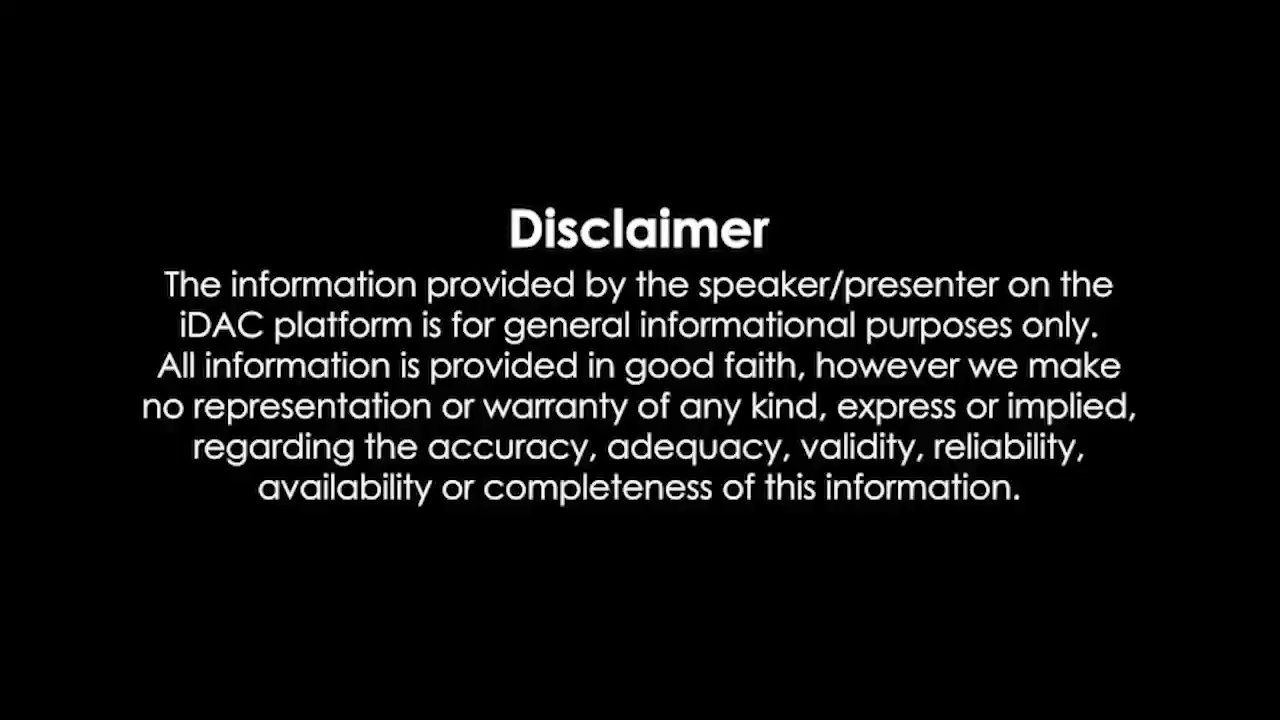 Disclaimer
The information provided by the speaker/presenter on the
iDAC platform is for general informational purposes only.
All information is provided in good faith, however we make
no representation or warranty of any kind, express or implied,
regarding the accuracy, adequacy, validity, reliability,
availability or completeness of this information.